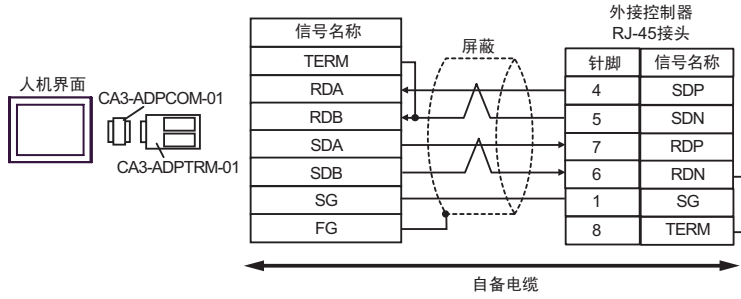 人机界面
CA3-ADPCOM-01
CA3-ADPTRM-01
信号名称
TERM
RDA
RDB
SDA
SDB
SG
FG
屏蔽
外接控制器
RJ-45接头
针脚 信号名称
4 SDP
5 SDN
7 RDP
6 RDN
1 SG
8 TERM
自备电缆